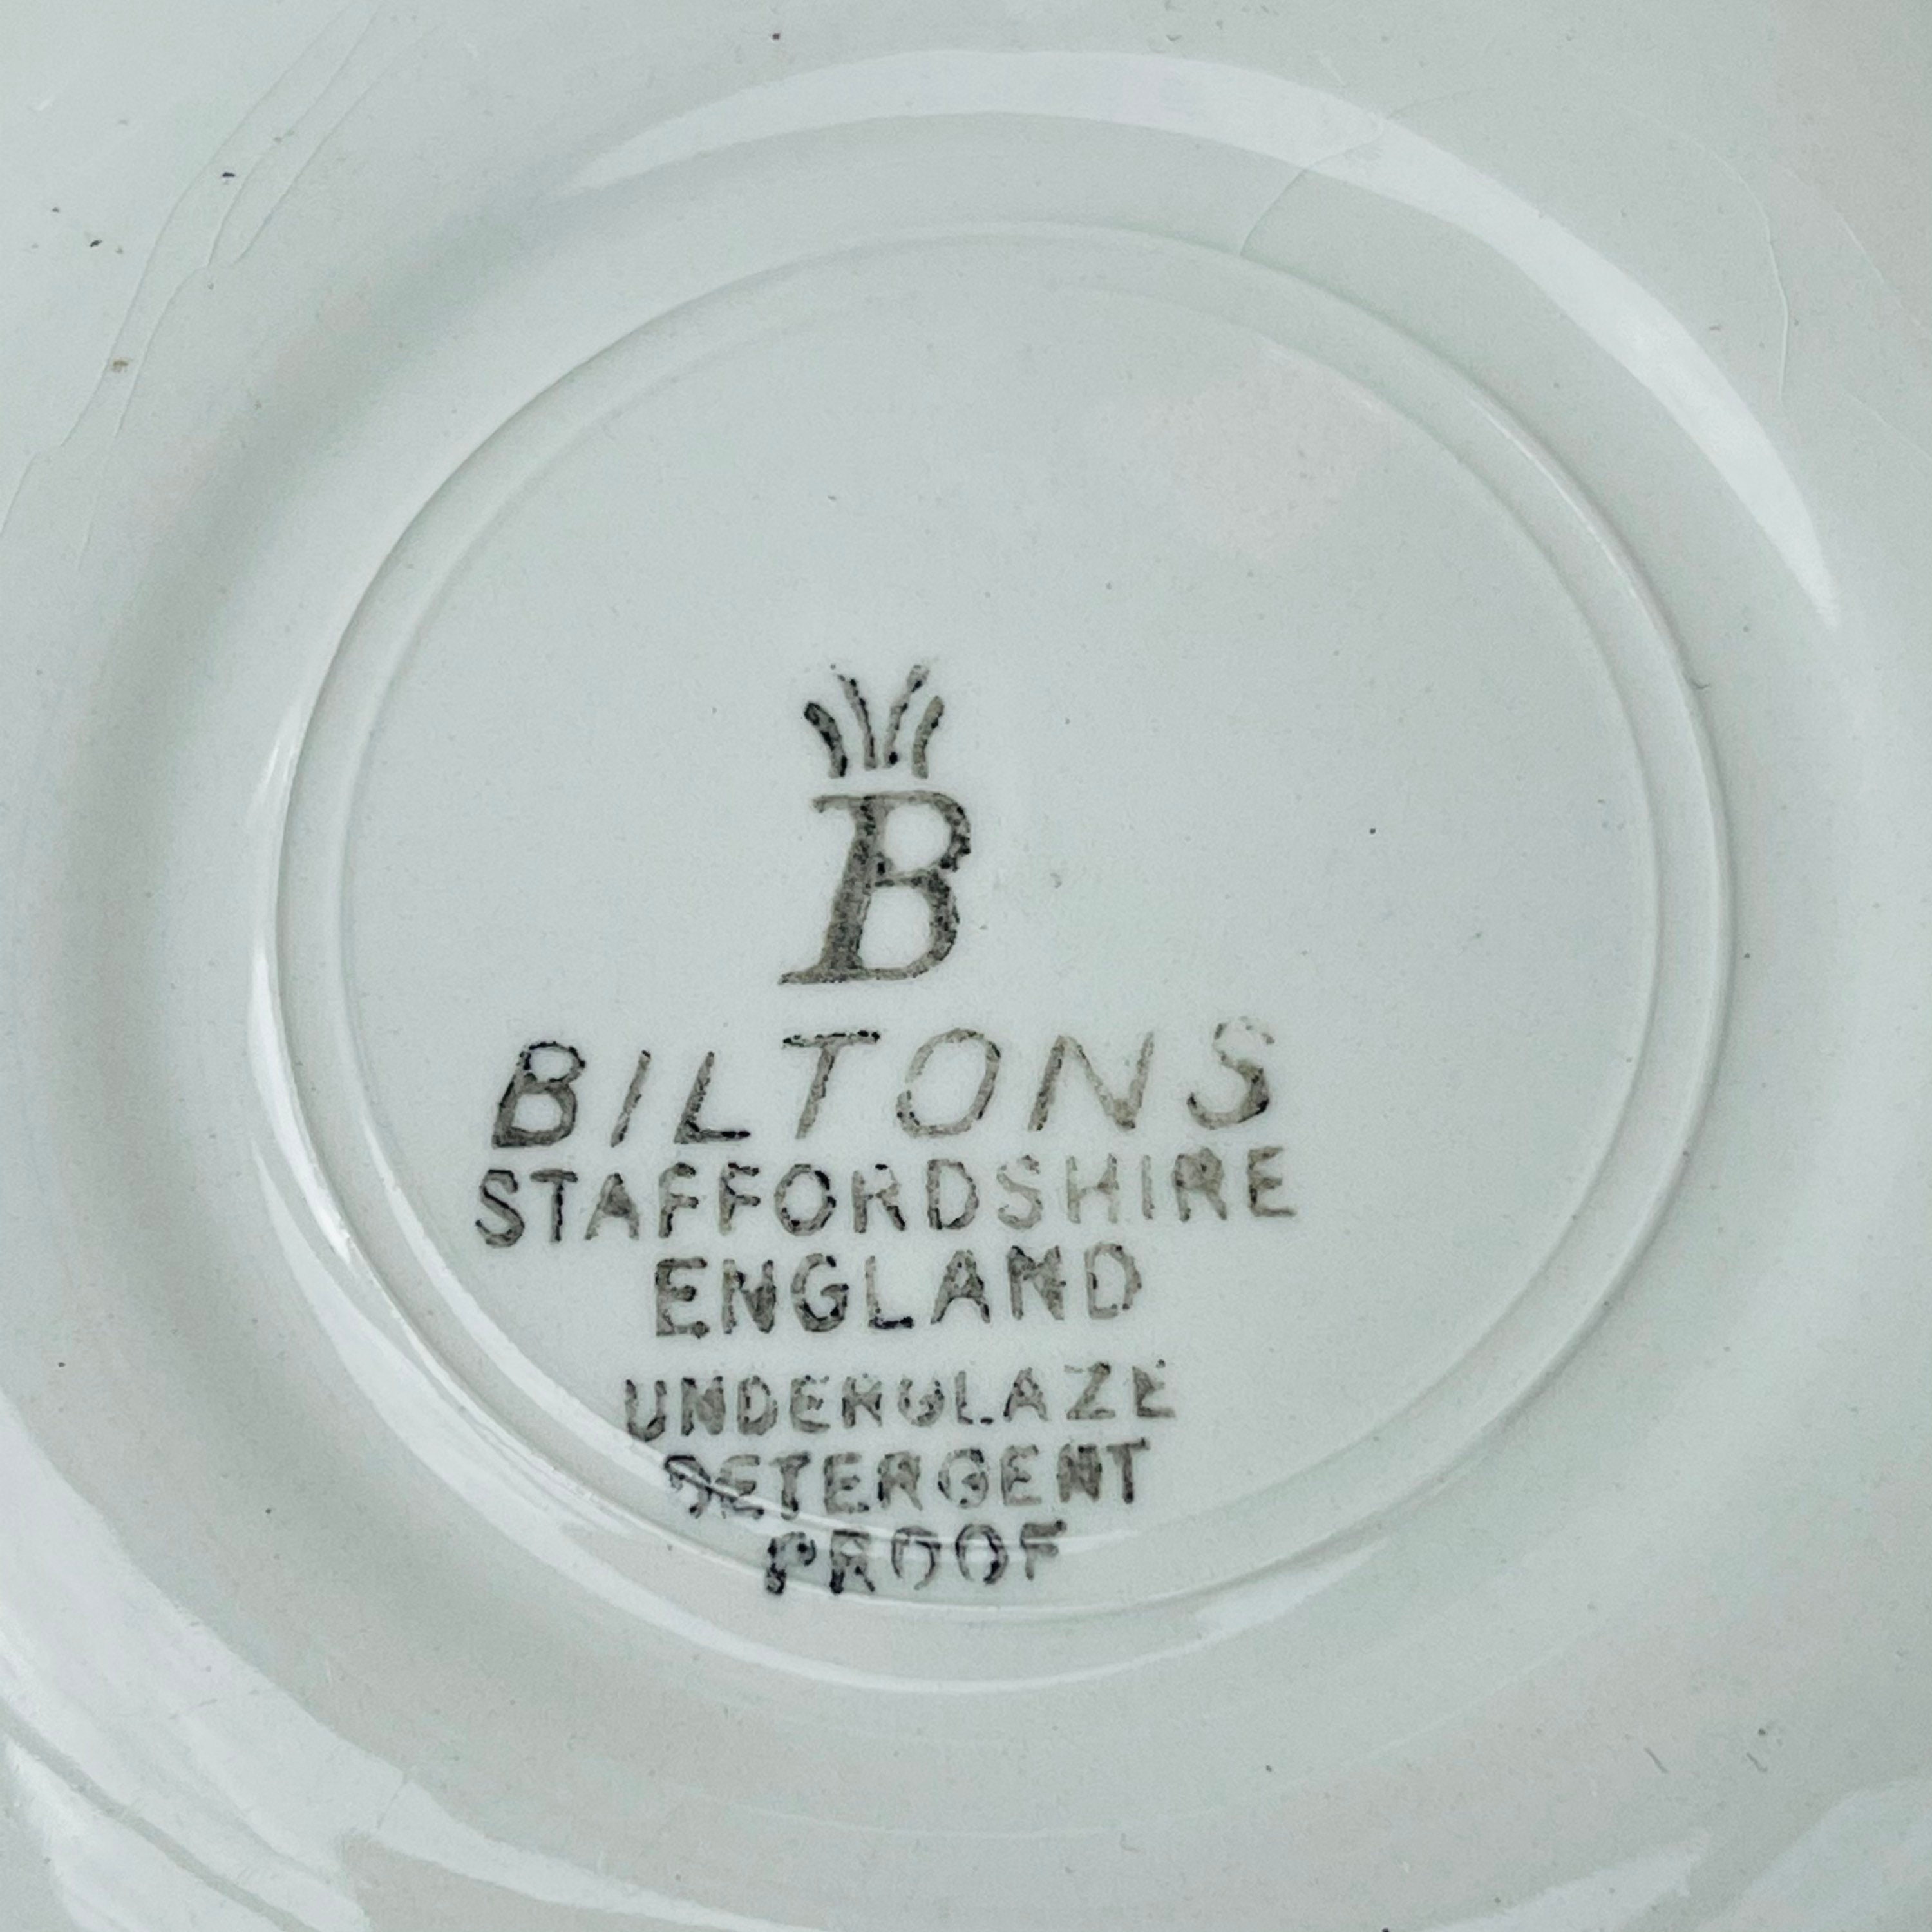 B
BILTONS
STAFFORDSHIRE
ENGLAND
UNDERGLAZE
DETERGENT
PROOF